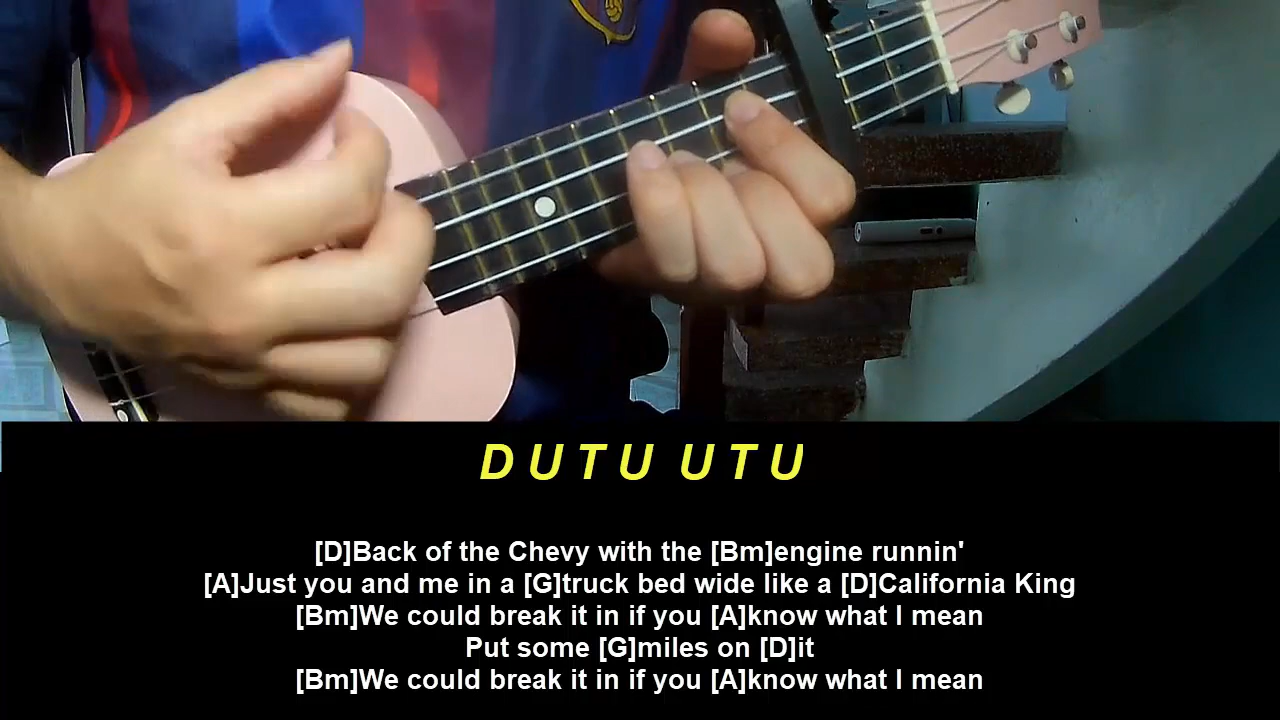 D U T U U T U
[D]Back of the Chevy with the [Bm]engine runnin'
[A]Just you and me in a [G]truck bed wide like a [D]California King
[Bm]We could break it in if you [A]know what I mean
Put some [G]miles on [D]it
[Bm]We could break it in if you [A]know what I mean